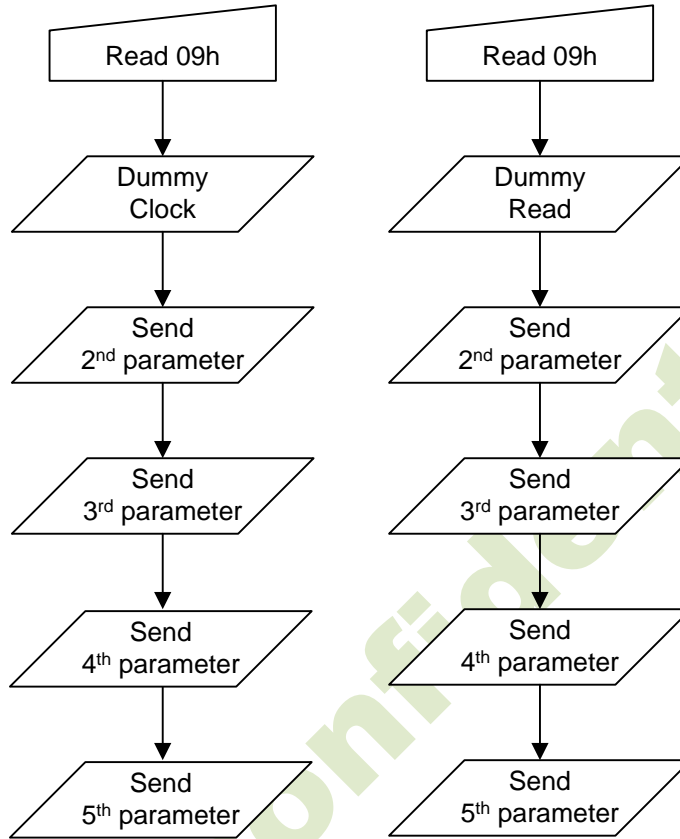 Read 09h
Dummy
Clock
Send
2nd parameter
Send
3rd parameter
Send
4th parameter
Send
5th parameter
Read 09h
Dummy
Read
Send
2nd parameter
Send
3rd parameter
Send
4th parameter
Send
5th parameter